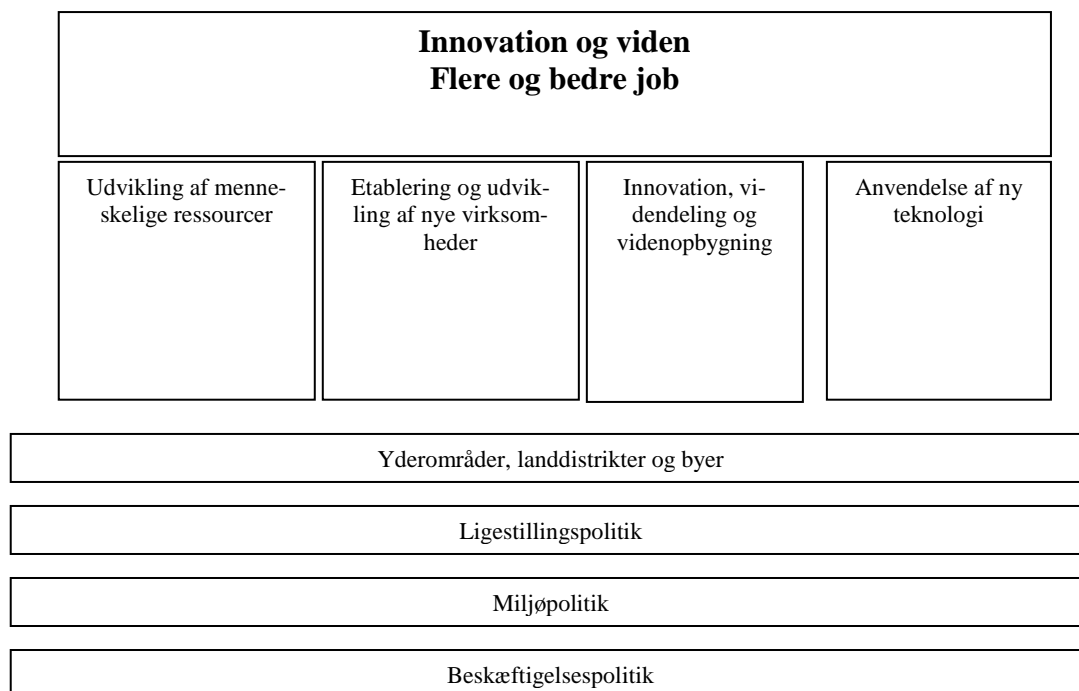 Innovation og viden
Flere og bedre job
Udvikling af menne-
skelige ressourcer
Etablering og udvik-
ling af nye virksom-
heder
Innovation, vi-
dendeling og
videnopbygning
Anvendelse af ny
teknologi
Yderområder, landdistrikter og byer
Ligestillingspolitik
Miljøpolitik
Beskæftigelsespolitik